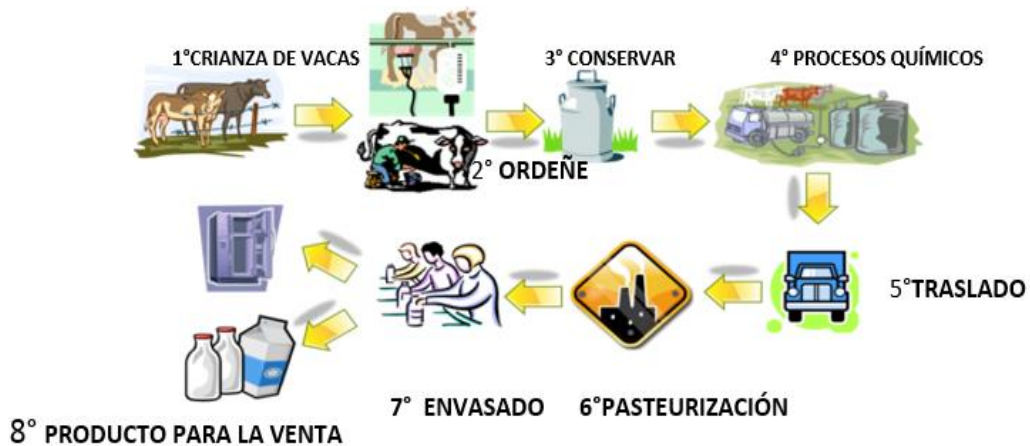 1°CRIANZA DE VACAS
2° ORDEÑE
3° CONSERVAR
4° PROCESOS QUÍMICOS
5°TRASLADO
6°PASTEURIZACIÓN
7° ENVASADO
8° PRODUCTO PARA LA VENTA